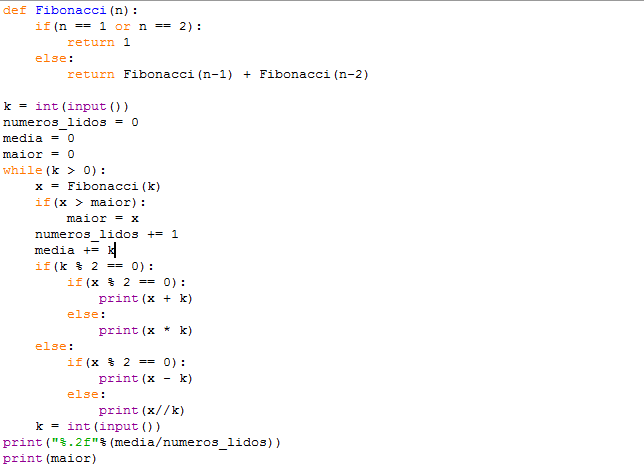 def Fibonacci(n):
    if(n == 1 or n == 2):
        return 1
    else:
        return Fibonacci(n-1) + Fibonacci(n-2)

k = int(input())
numeros_lidos = 0
media = 0
maior = 0
while(k > 0):
    x = Fibonacci(k)
    if(x > maior):
        maior = x
    numeros_lidos += 1
    media += k
    if(k % 2 == 0):
        if(x % 2 == 0):
            print(x + k)
        else:
            print(x * k)
    else:
        if(x % 2 == 0):
            print(x - k)
        else:
            print(x//k)
    k = int(input())
print("%.2f"%(media/numeros_lidos))
print(maior)